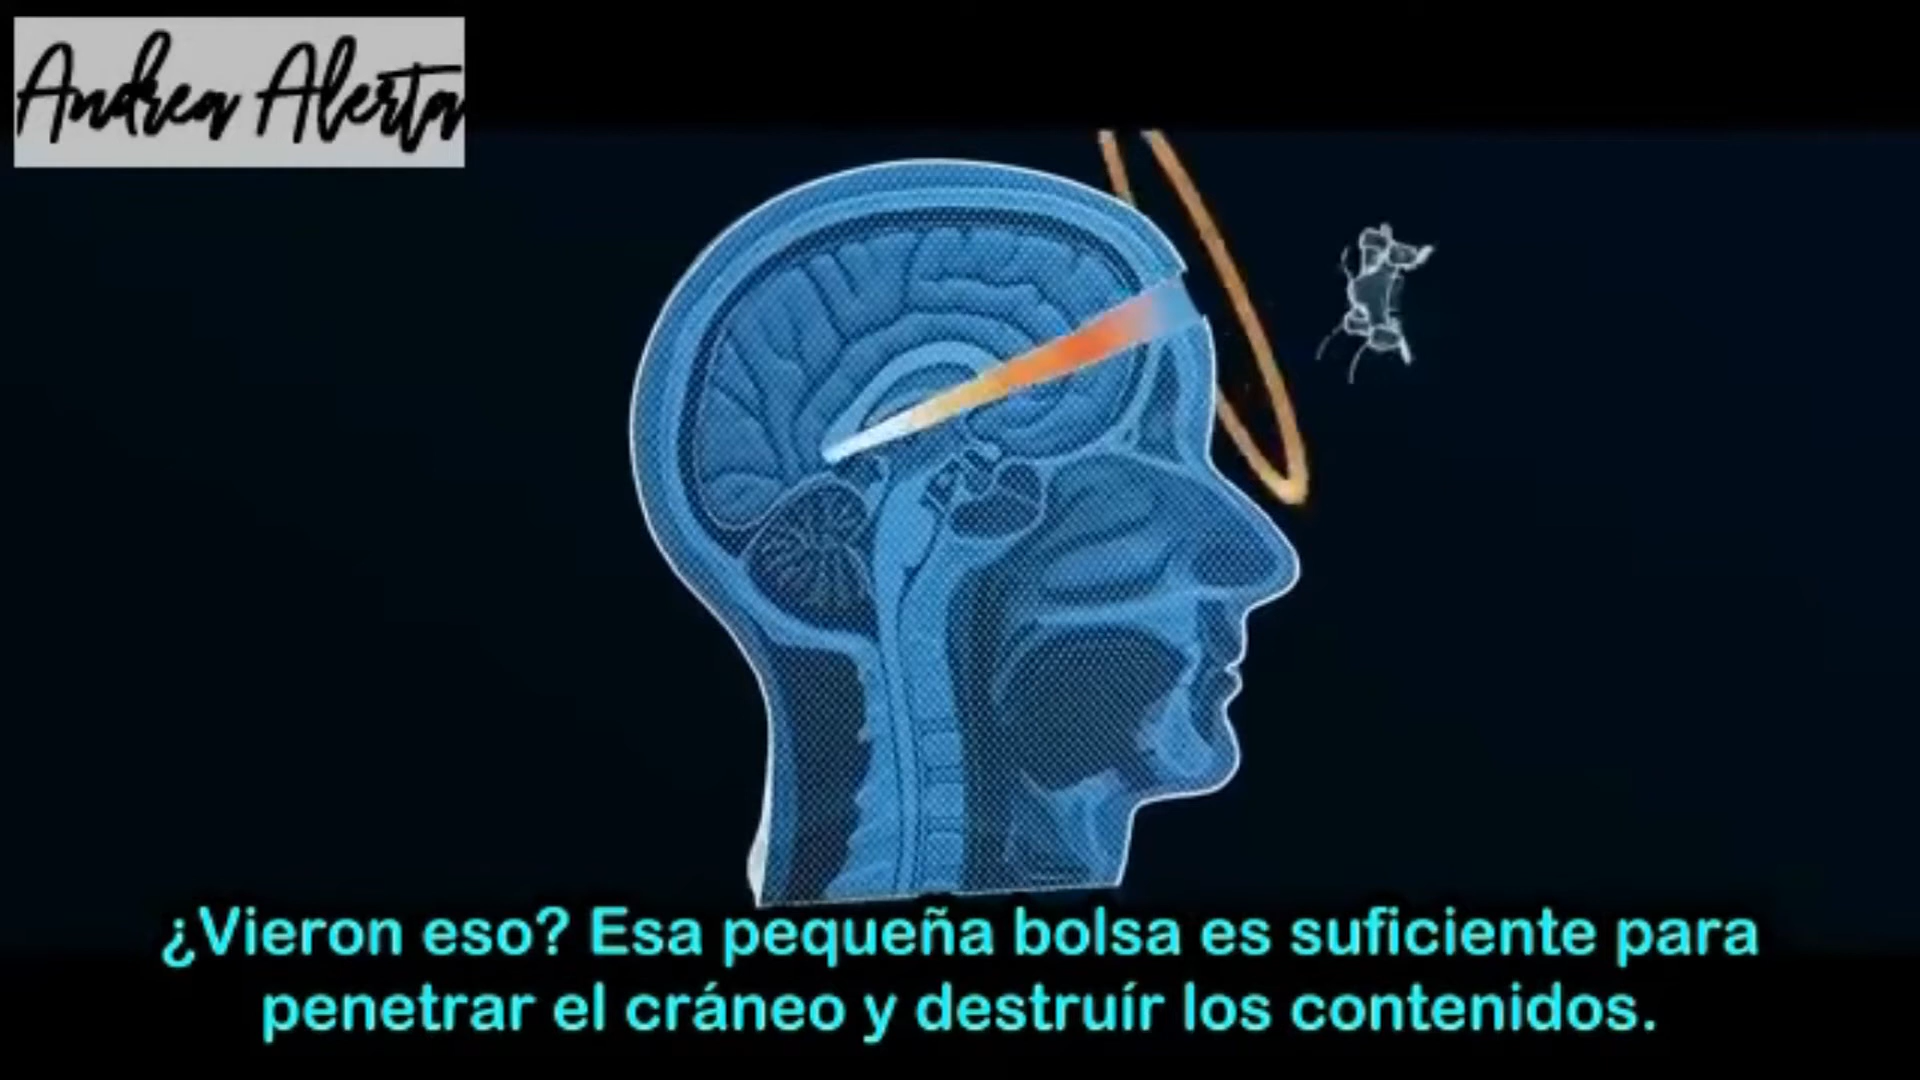 Andrea Alerta
¿Vieron eso? Esa pequeña bolsa es suficiente para
penetrar el cráneo y destruír los contenidos.